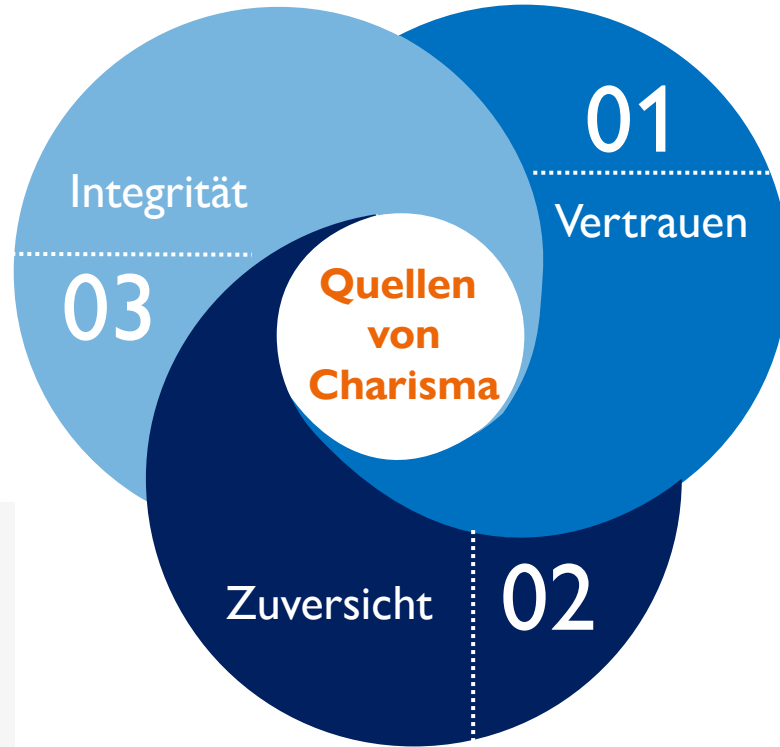 01
Vertrauen
Integrität
03
Quellen
von
Charisma
Zuversicht
02